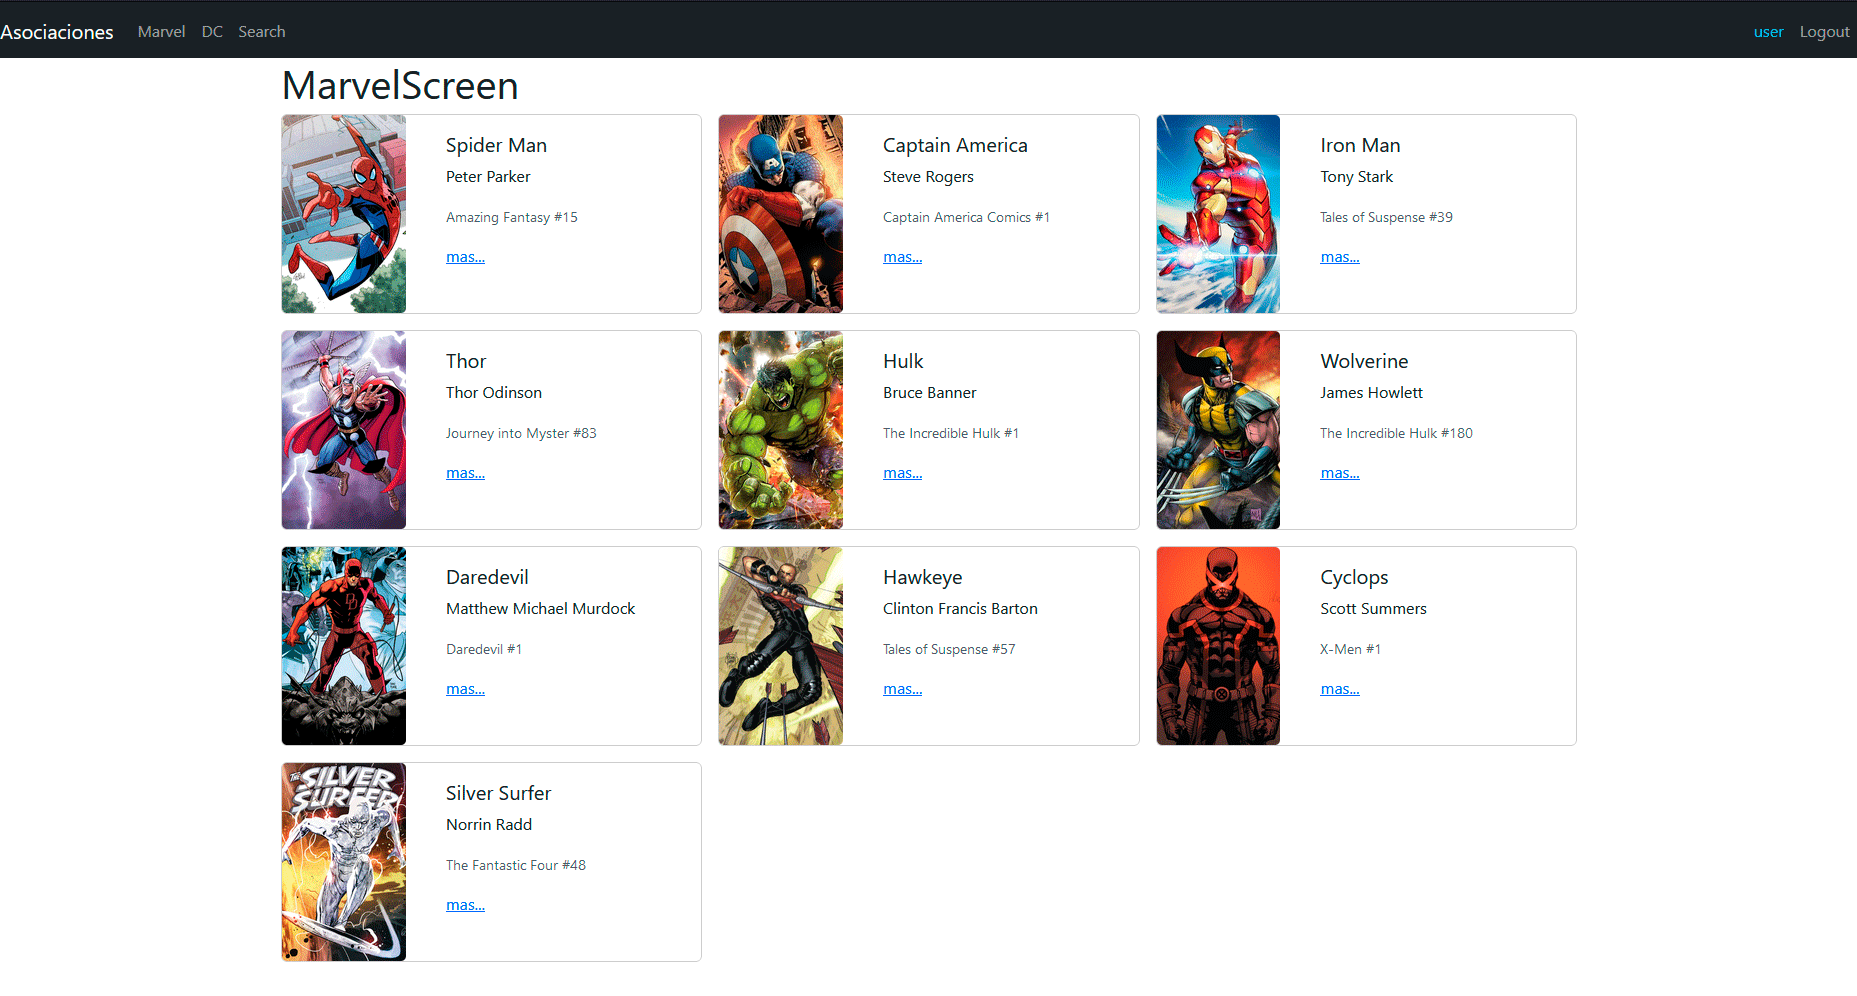 Asociaciones Marvel DC Search user Logout
MarvelScreen
Spider Man
Peter Parker
Amazing Fantasy #15
mas...
Captain America
Steve Rogers
Captain America Comics #1
mas...
Iron Man
Tony Stark
Tales of Suspense #39
mas...
Thor
Thor Odinson
Journey into Myster #83
mas...
Hulk
Bruce Banner
The Incredible Hulk #1
mas...
Wolverine
James Howlett
The Incredible Hulk #180
mas...
Daredevil
Matthew Michael Murdock
Daredevil #1
mas...
Hawkeye
Clinton Francis Barton
Tales of Suspense #57
mas...
Cyclops
Scott Summers
X-Men #1
mas...
THE SILVER
SURFER
Silver Surfer
Norrin Radd
The Fantastic Four #48
mas...